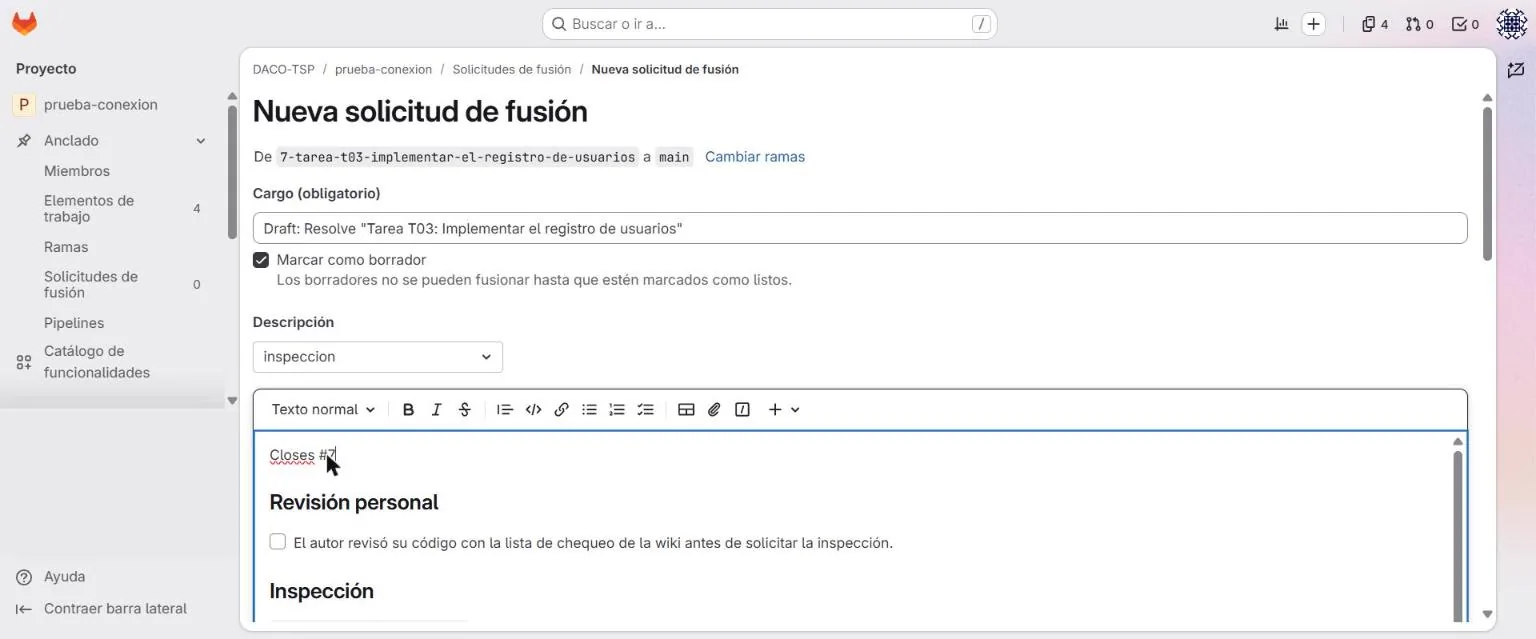 Buscar o ir a...
/
4
0
0
Proyecto
P prueba-conexion
Anclado
Miembros
Elementos de trabajo 4
Ramas
Solicitudes de fusión 0
Pipelines
Catálogo de funcionalidades
Ayuda
Contraer barra lateral
DACO-TSP / prueba-conexion / Solicitudes de fusión / Nueva solicitud de fusión
Nueva solicitud de fusión
De 7-tarea-t03-implementar-el-registro-de-usuarios a main Cambiar ramas
Cargo (obligatorio)
Draft: Resolve "Tarea T03: Implementar el registro de usuarios"
Marcar como borrador
Los borradores no se pueden fusionar hasta que estén marcados como listos.
Descripción
inspeccion
Texto normal B I S
Closes #7
Revisión personal
El autor revisó su código con la lista de chequeo de la wiki antes de solicitar la inspección.
Inspección